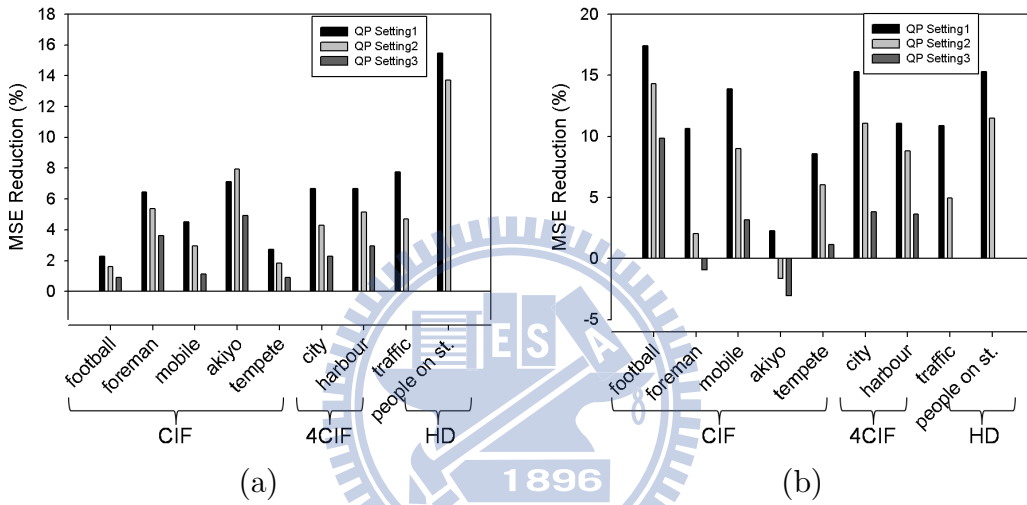 18
16
14
12
10
8
6
4
2
0
MSE Reduction (%)
QP Setting1
QP Setting2
QP Setting3
football
foreman
mobile
akiyo
tempete
city
harbour
traffic
people on st.
CIF
4CIF
HD
(a)
20
15
10
5
0
-5
MSE Reduction (%)
QP Setting1
QP Setting2
QP Setting3
football
foreman
mobile
akiyo
tempete
city
harbour
traffic
people on st.
CIF
4CIF
HD
(b)
E S A
1896